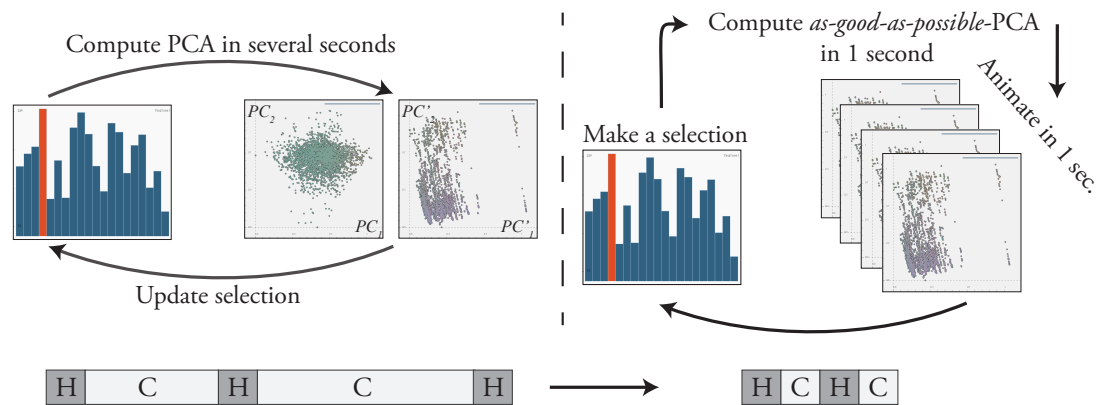 Compute PCA in several seconds
PC₂
PC₁
PC'₂
PC'₁
Update selection
H C H C H
Compute as-good-as-possible-PCA
in 1 second
Animate in 1 sec.
Make a selection
H C H C